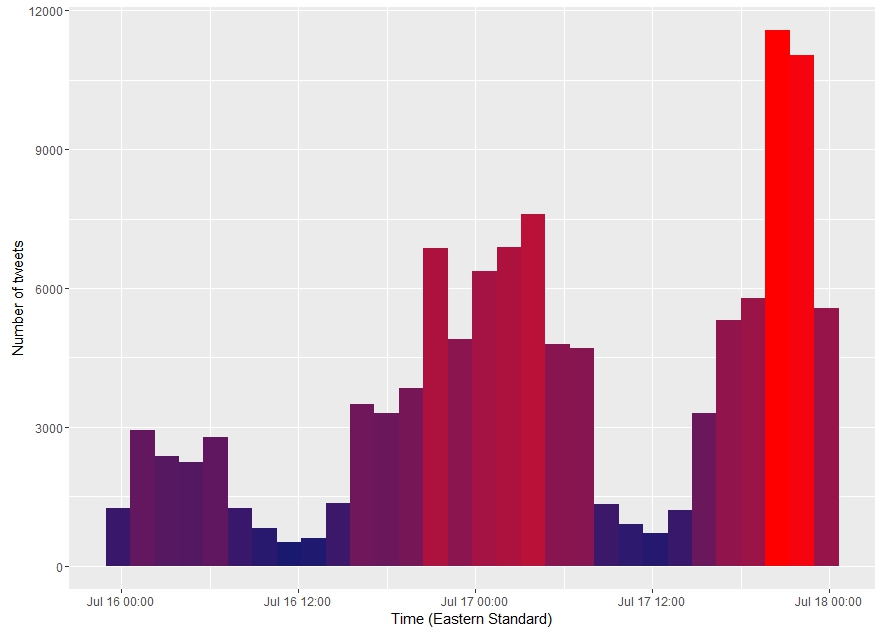 12000
9000
6000
3000
0
Number of tweets
Jul 16 00:00
Jul 16 12:00
Jul 17 00:00
Jul 17 12:00
Jul 18 00:00
Time (Eastern Standard)